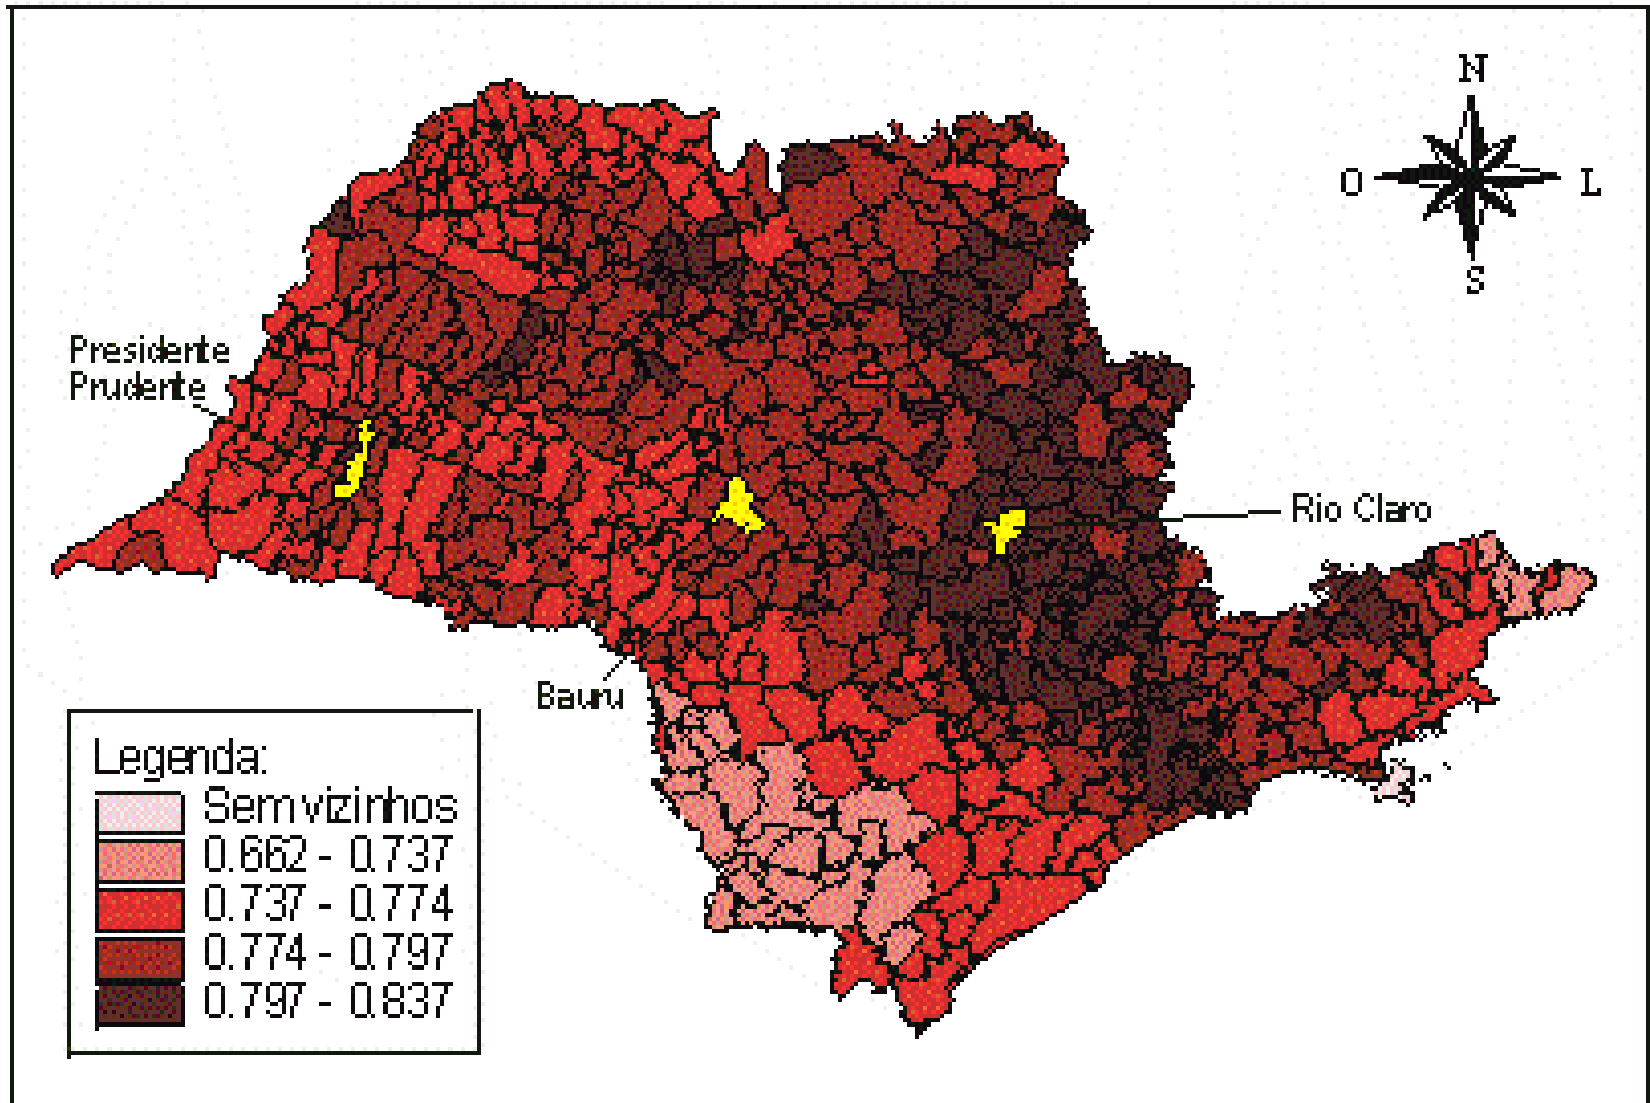 N
O
L
S
Presidente
Prudente
Rio Claro
Bauru
Legenda:
Sem vizinhos
0.662 - 0.737
0.737 - 0.774
0.774 - 0.797
0.797 - 0.837